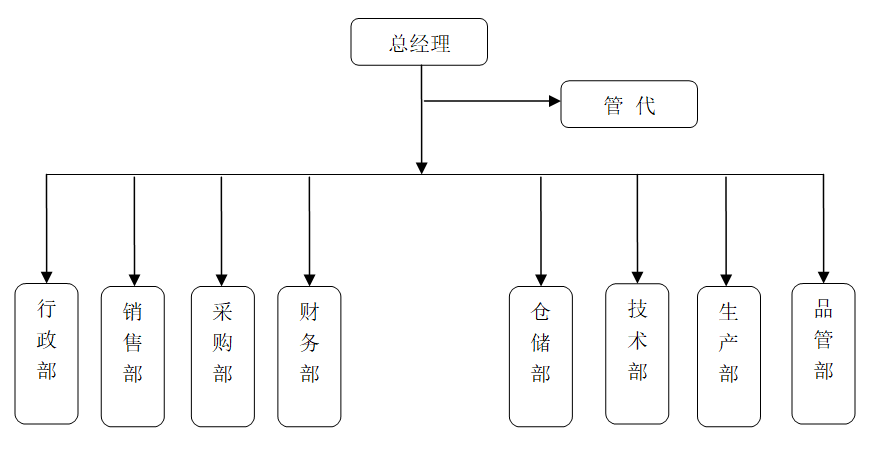 总经理
管 代
行政部
销售部
采购部
财务部
仓储部
技术部
生产部
品管部